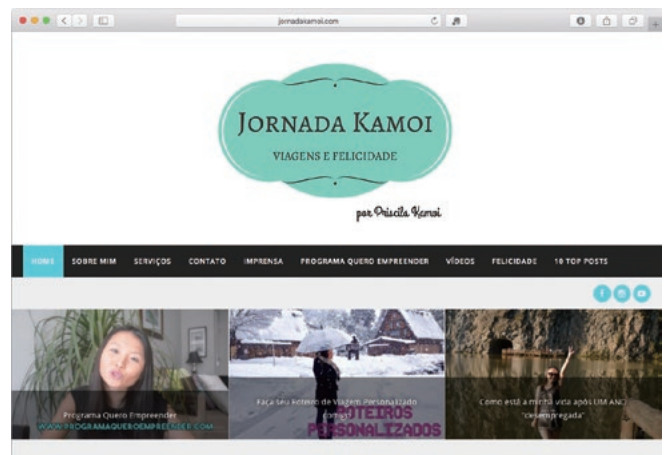 jornadakamoi.com
JORNADA KAMOI
VIAGENS E FELICIDADE
por Priscila Kamoi
HOME SOBRE MIM SERVIÇOS CONTATO IMPRENSA PROGRAMA QUERO EMPREENDER VÍDEOS FELICIDADE 10 TOP POSTS
Programa Quero Empreender
WWW.PROGRAMAQUEROEMPREENDER.COM
Faça seu Roteiro de Viagem Personalizado
ROTEIROS
PERSONALIZADOS
Como está a minha vida após UM ANO
"desempregada"